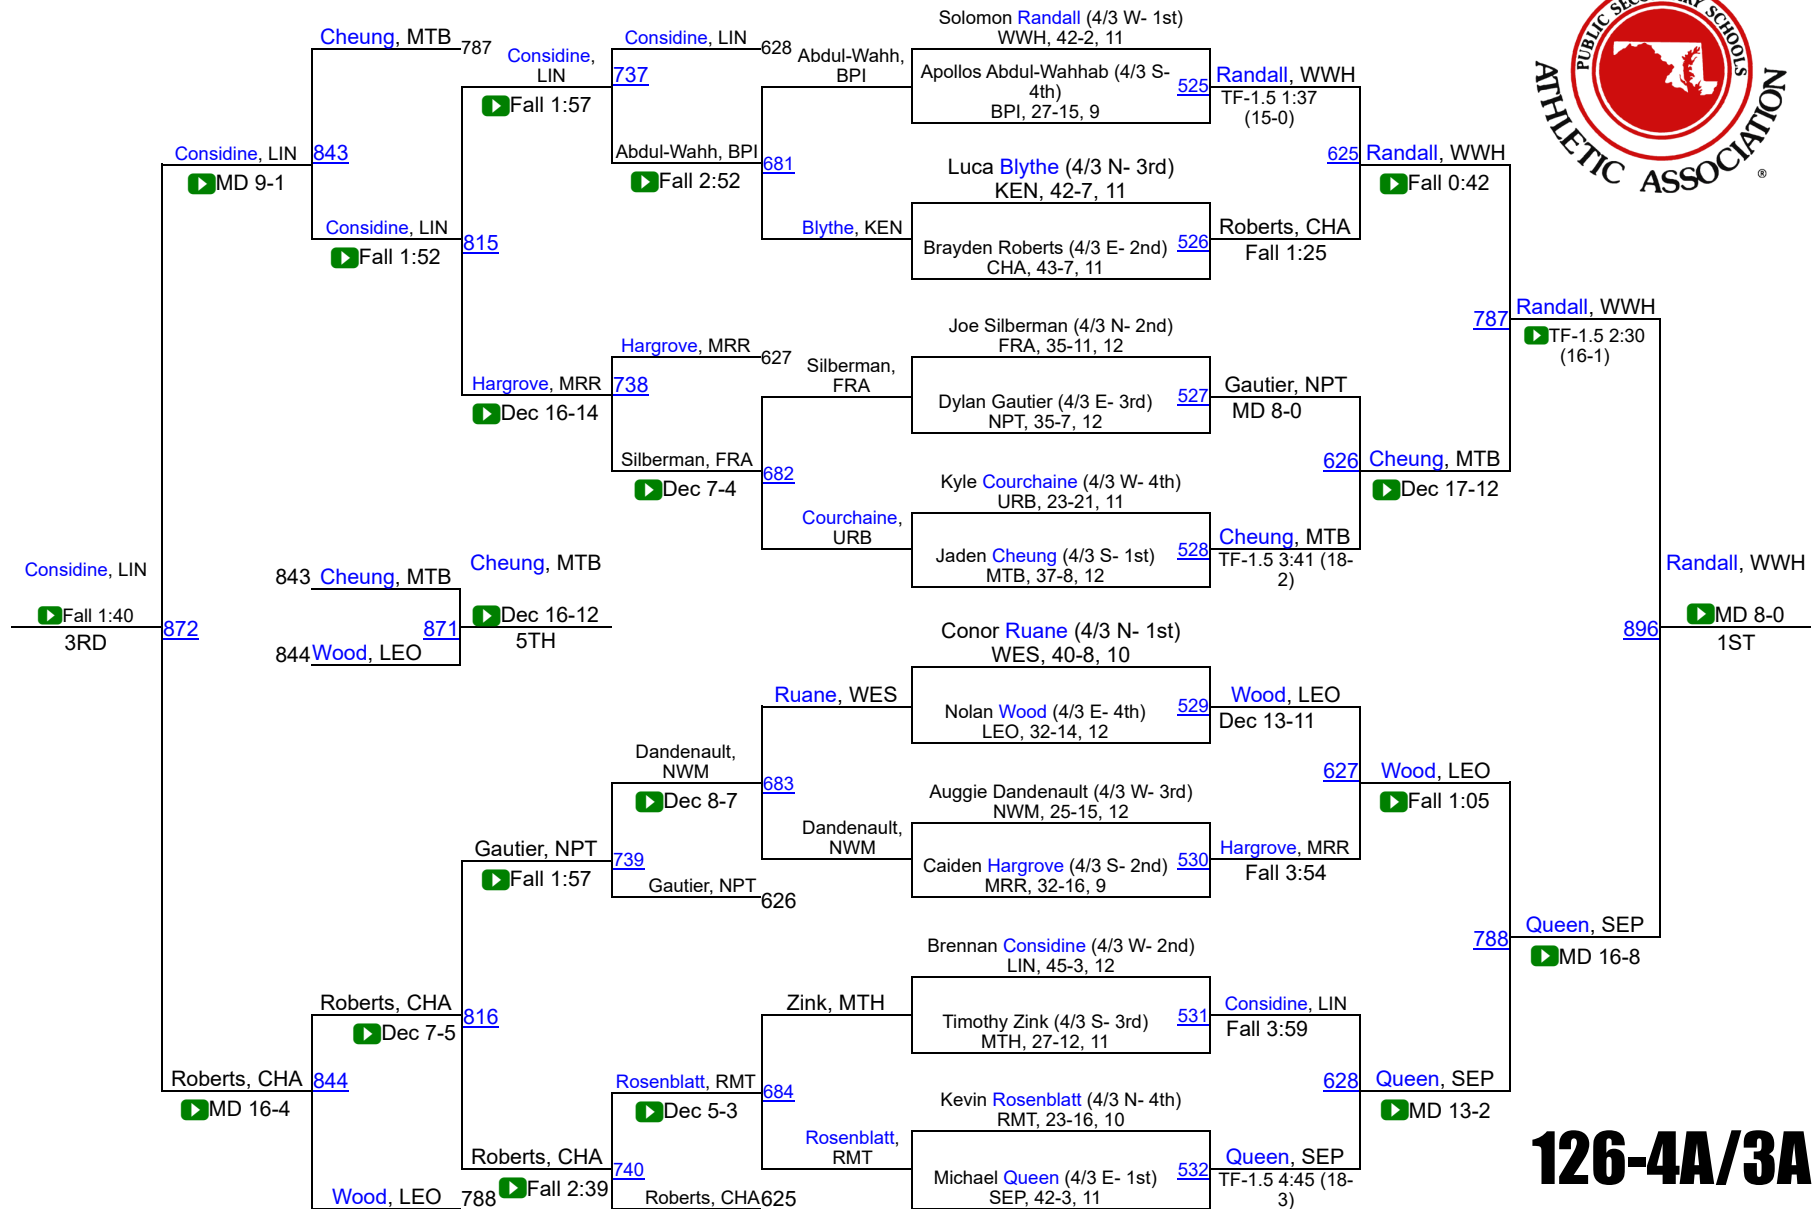 PUBLIC SECONDARY SCHOOLS
ATHLETIC ASSOCIATION
®
Solomon Randall (4/3 W- 1st)
WWH, 42-2, 11
Apollos Abdul-Wahhab (4/3 S-
4th)
BPI, 27-15, 9
525
Luca Blythe (4/3 N- 3rd)
KEN, 42-7, 11
Brayden Roberts (4/3 E- 2nd)
CHA, 43-7, 11
526
Joe Silberman (4/3 N- 2nd)
FRA, 35-11, 12
Dylan Gautier (4/3 E- 3rd)
NPT, 35-7, 12
527
Kyle Courchaine (4/3 W- 4th)
URB, 23-21, 11
Jaden Cheung (4/3 S- 1st)
MTB, 37-8, 12
528
Conor Ruane (4/3 N- 1st)
WES, 40-8, 10
Nolan Wood (4/3 E- 4th)
LEO, 32-14, 12
529
Auggie Dandenault (4/3 W- 3rd)
NWM, 25-15, 12
Caiden Hargrove (4/3 S- 2nd)
MRR, 32-16, 9
530
Brennan Considine (4/3 W- 2nd)
LIN, 45-3, 12
Timothy Zink (4/3 S- 3rd)
MTH, 27-12, 11
531
Kevin Rosenblatt (4/3 N- 4th)
RMT, 23-16, 10
Michael Queen (4/3 E- 1st)
SEP, 42-3, 11
532
Randall, WWH
TF-1.5 1:37
(15-0)
Roberts, CHA
Fall 1:25
Gautier, NPT
MD 8-0
Cheung, MTB
TF-1.5 3:41 (18-
2)
Wood, LEO
Dec 13-11
Hargrove, MRR
Fall 3:54
Considine, LIN
Fall 3:59
Queen, SEP
TF-1.5 4:45 (18-
3)
625
Randall, WWH
Fall 0:42
626
Cheung, MTB
Dec 17-12
627
Wood, LEO
Fall 1:05
628
Queen, SEP
MD 13-2
787
Randall, WWH
TF-1.5 2:30
(16-1)
788
Queen, SEP
MD 16-8
896
Randall, WWH
MD 8-0
1ST
Abdul-Wahh,
BPI
Blythe, KEN
681
Silberman,
FRA
Courchaine,
URB
682
Ruane, WES
Dandenault,
NWM
683
Zink, MTH
Rosenblatt,
RMT
684
Considine, LIN
628
737
Abdul-Wahh, BPI
Fall 2:52
Hargrove, MRR
627
738
Silberman, FRA
Dec 7-4
Dandenault,
NWM
Dec 8-7
739
Gautier, NPT
626
Rosenblatt, RMT
Dec 5-3
740
Roberts, CHA
625
Considine,
LIN
Fall 1:57
815
Hargrove, MRR
Dec 16-14
Gautier, NPT
Fall 1:57
816
Roberts, CHA
Fall 2:39
Cheung, MTB
787
843
Considine, LIN
Fall 1:52
Roberts, CHA
Dec 7-5
844
Wood, LEO
788
Considine, LIN
MD 9-1
Roberts, CHA
MD 16-4
872
Considine, LIN
Fall 1:40
3RD
843
Cheung, MTB
844
Wood, LEO
871
Cheung, MTB
Dec 16-12
5TH
126-4A/3A